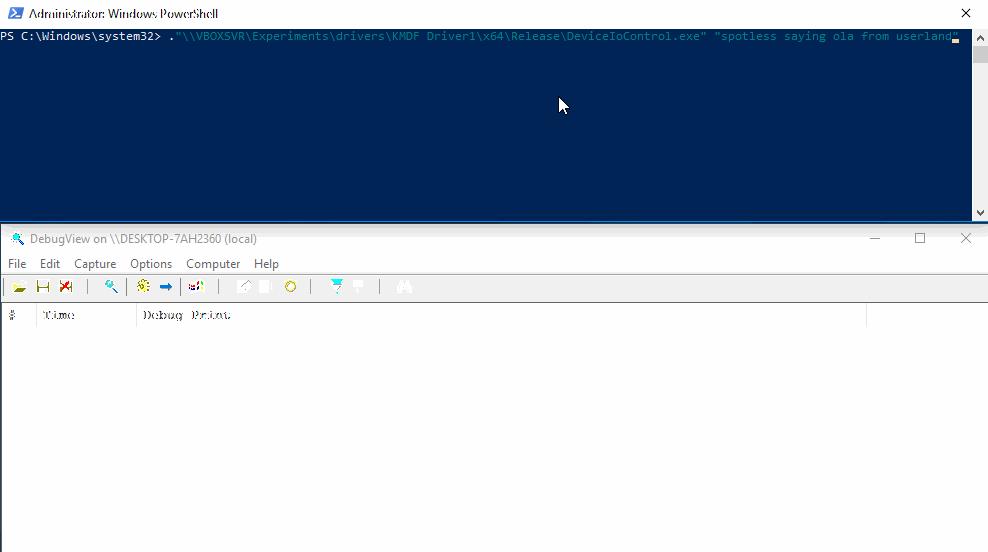 Administrator: Windows PowerShell
PS C:\Windows\system32> ."\\VBOXSVR\Experiments\drivers\KMDF Driver1\x64\Release\DeviceIoControl.exe" "spotless saying ola from userland"
DebugView on \\DESKTOP-7AH2360 (local)
File Edit Capture Options Computer Help
# Time Debug Print